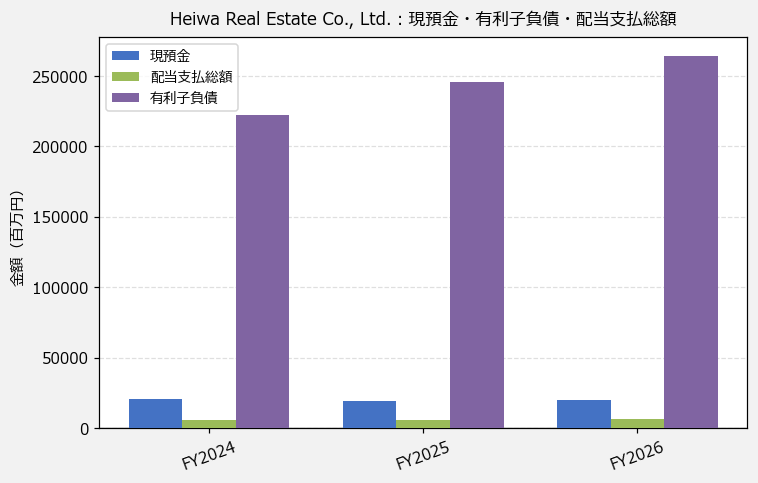 Heiwa Real Estate Co., Ltd. : 現預金・有利子負債・配当支払総額
現預金
配当支払総額
有利子負債
金額（百万円）
250000
200000
150000
100000
50000
0
FY2024
FY2025
FY2026